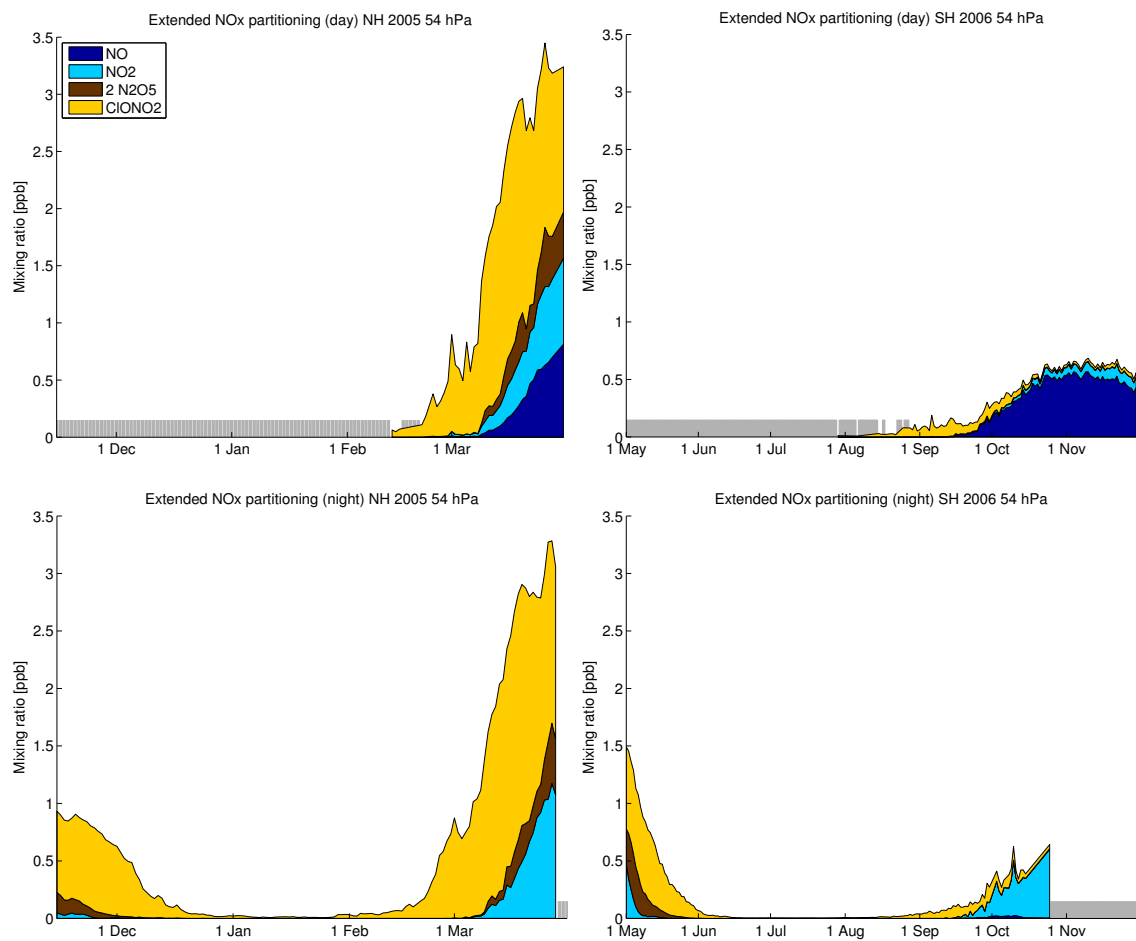 Extended NOx partitioning (day) NH 2005 54 hPa
Mixing ratio [ppb]
3.5
3
2.5
2
1.5
1
0.5
0
NO
NO2
2 N2O5
ClONO2
1 Dec 1 Jan 1 Feb 1 Mar
Extended NOx partitioning (day) SH 2006 54 hPa
Mixing ratio [ppb]
3.5
3
2.5
2
1.5
1
0.5
0
1 May 1 Jun 1 Jul 1 Aug 1 Sep 1 Oct 1 Nov
Extended NOx partitioning (night) NH 2005 54 hPa
Mixing ratio [ppb]
3.5
3
2.5
2
1.5
1
0.5
0
1 Dec 1 Jan 1 Feb 1 Mar
Extended NOx partitioning (night) SH 2006 54 hPa
Mixing ratio [ppb]
3.5
3
2.5
2
1.5
1
0.5
0
1 May 1 Jun 1 Jul 1 Aug 1 Sep 1 Oct 1 Nov